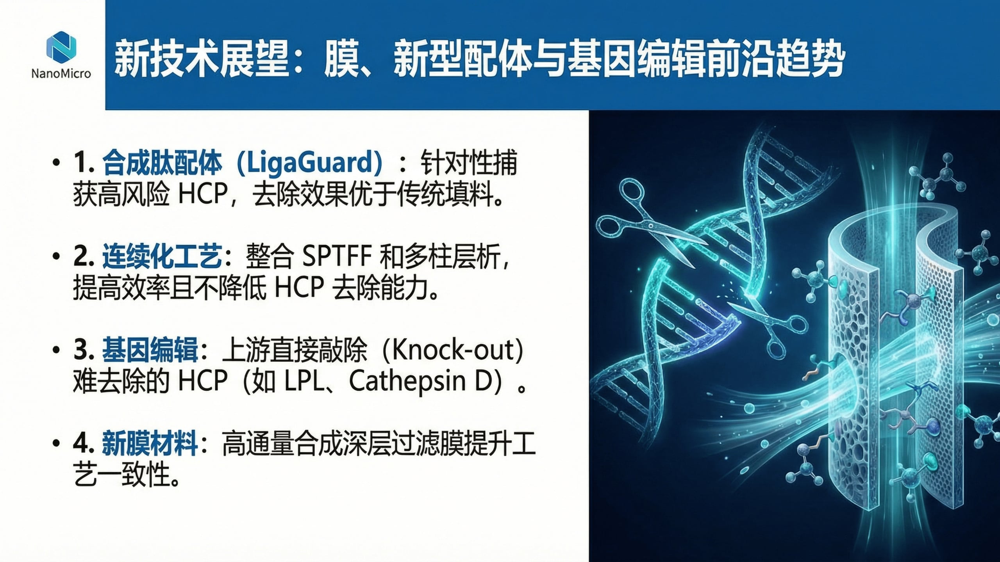 NanoMicro
新技术展望：膜、新型配体与基因编辑前沿趋势
• 1. 合成肽配体（LigaGuard）：针对性捕
获高风险 HCP，去除效果优于传统填料。
• 2. 连续化工艺：整合 SPTFF 和多柱层析，
提高效率且不降低 HCP 去除能力。
• 3. 基因编辑：上游直接敲除（Knock-out）
难去除的 HCP（如 LPL、Cathepsin D）。
• 4. 新膜材料：高通量合成深层过滤膜提升工
艺一致性。